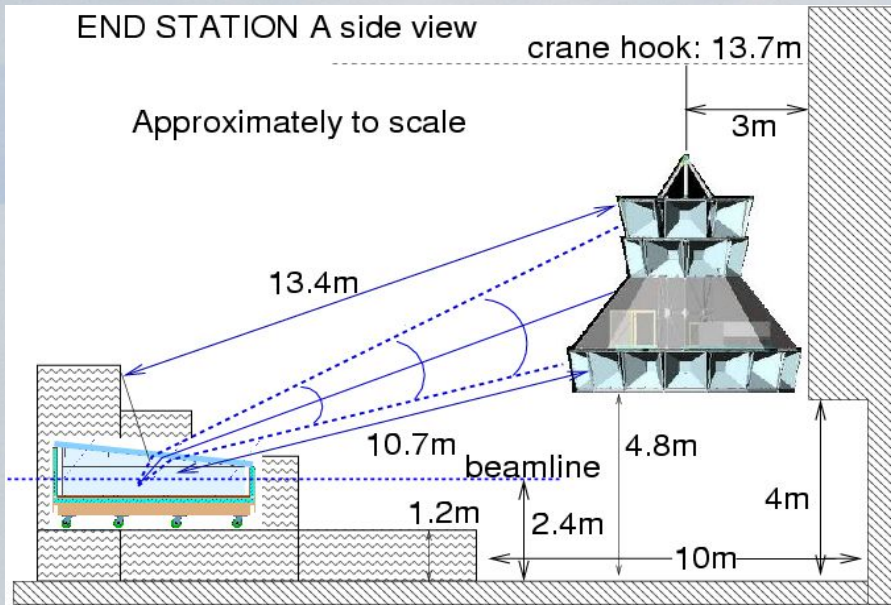 END STATION A side view
crane hook: 13.7m
Approximately to scale
3m
13.4m
10.7m
4.8m
beamline
4m
1.2m
2.4m
10m